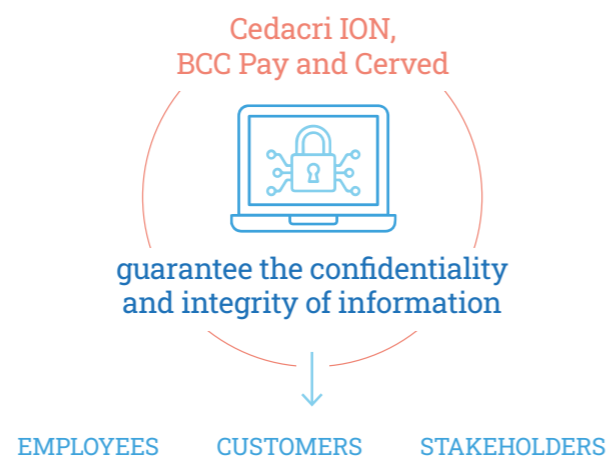 Cedacri ION,
BCC Pay and Cerved
guarantee the confidentiality
and integrity of information
EMPLOYEES CUSTOMERS STAKEHOLDERS